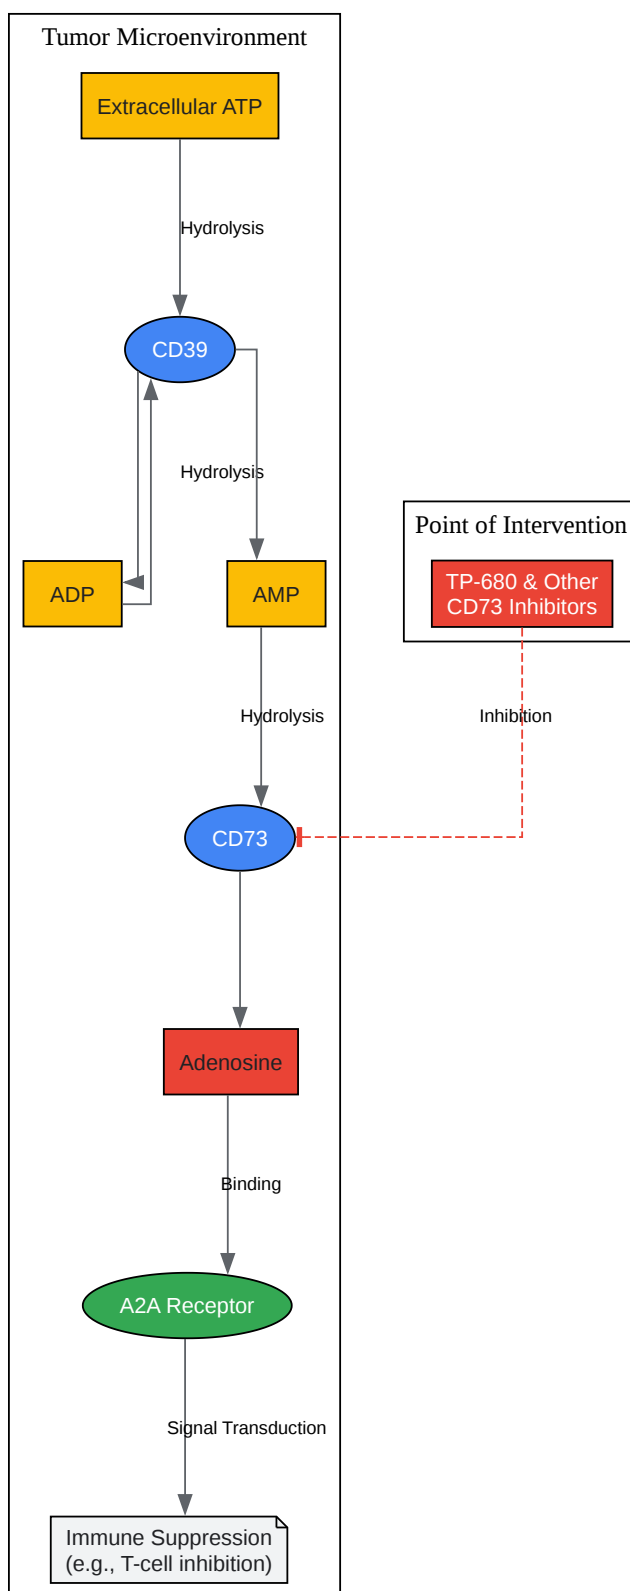 Tumor Microenvironment
Extracellular ATP
Hydrolysis
CD39
Hydrolysis
Point of Intervention
TP-680 & Other
CD73 Inhibitors
ADP
AMP
Hydrolysis
Inhibition
CD73
Adenosine
Binding
A2A Receptor
Signal Transduction
Immune Suppression
(e.g., T-cell inhibition)